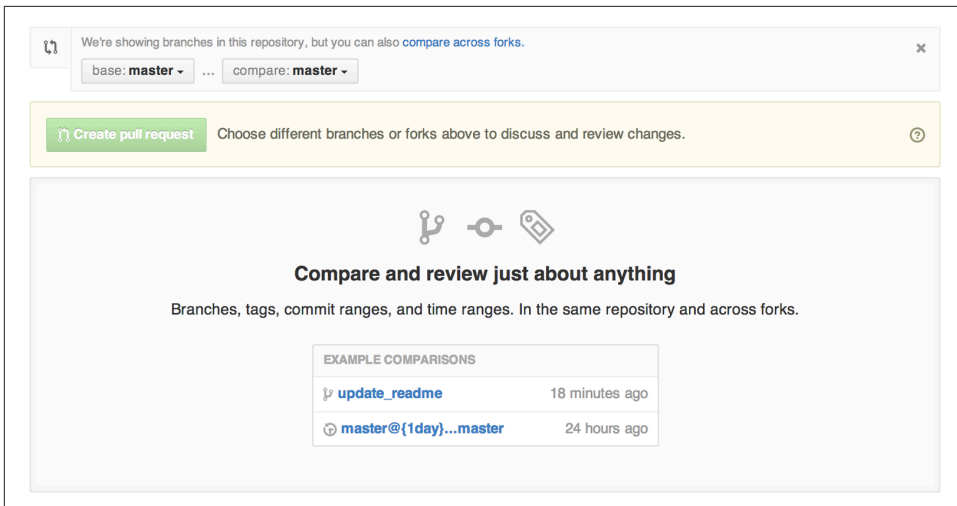 We're showing branches in this repository, but you can also compare across forks.
base: master ... compare: master
Create pull request Choose different branches or forks above to discuss and review changes.
Compare and review just about anything
Branches, tags, commit ranges, and time ranges. In the same repository and across forks.
EXAMPLE COMPARISONS
update_readme 18 minutes ago
master@{1day}...master 24 hours ago